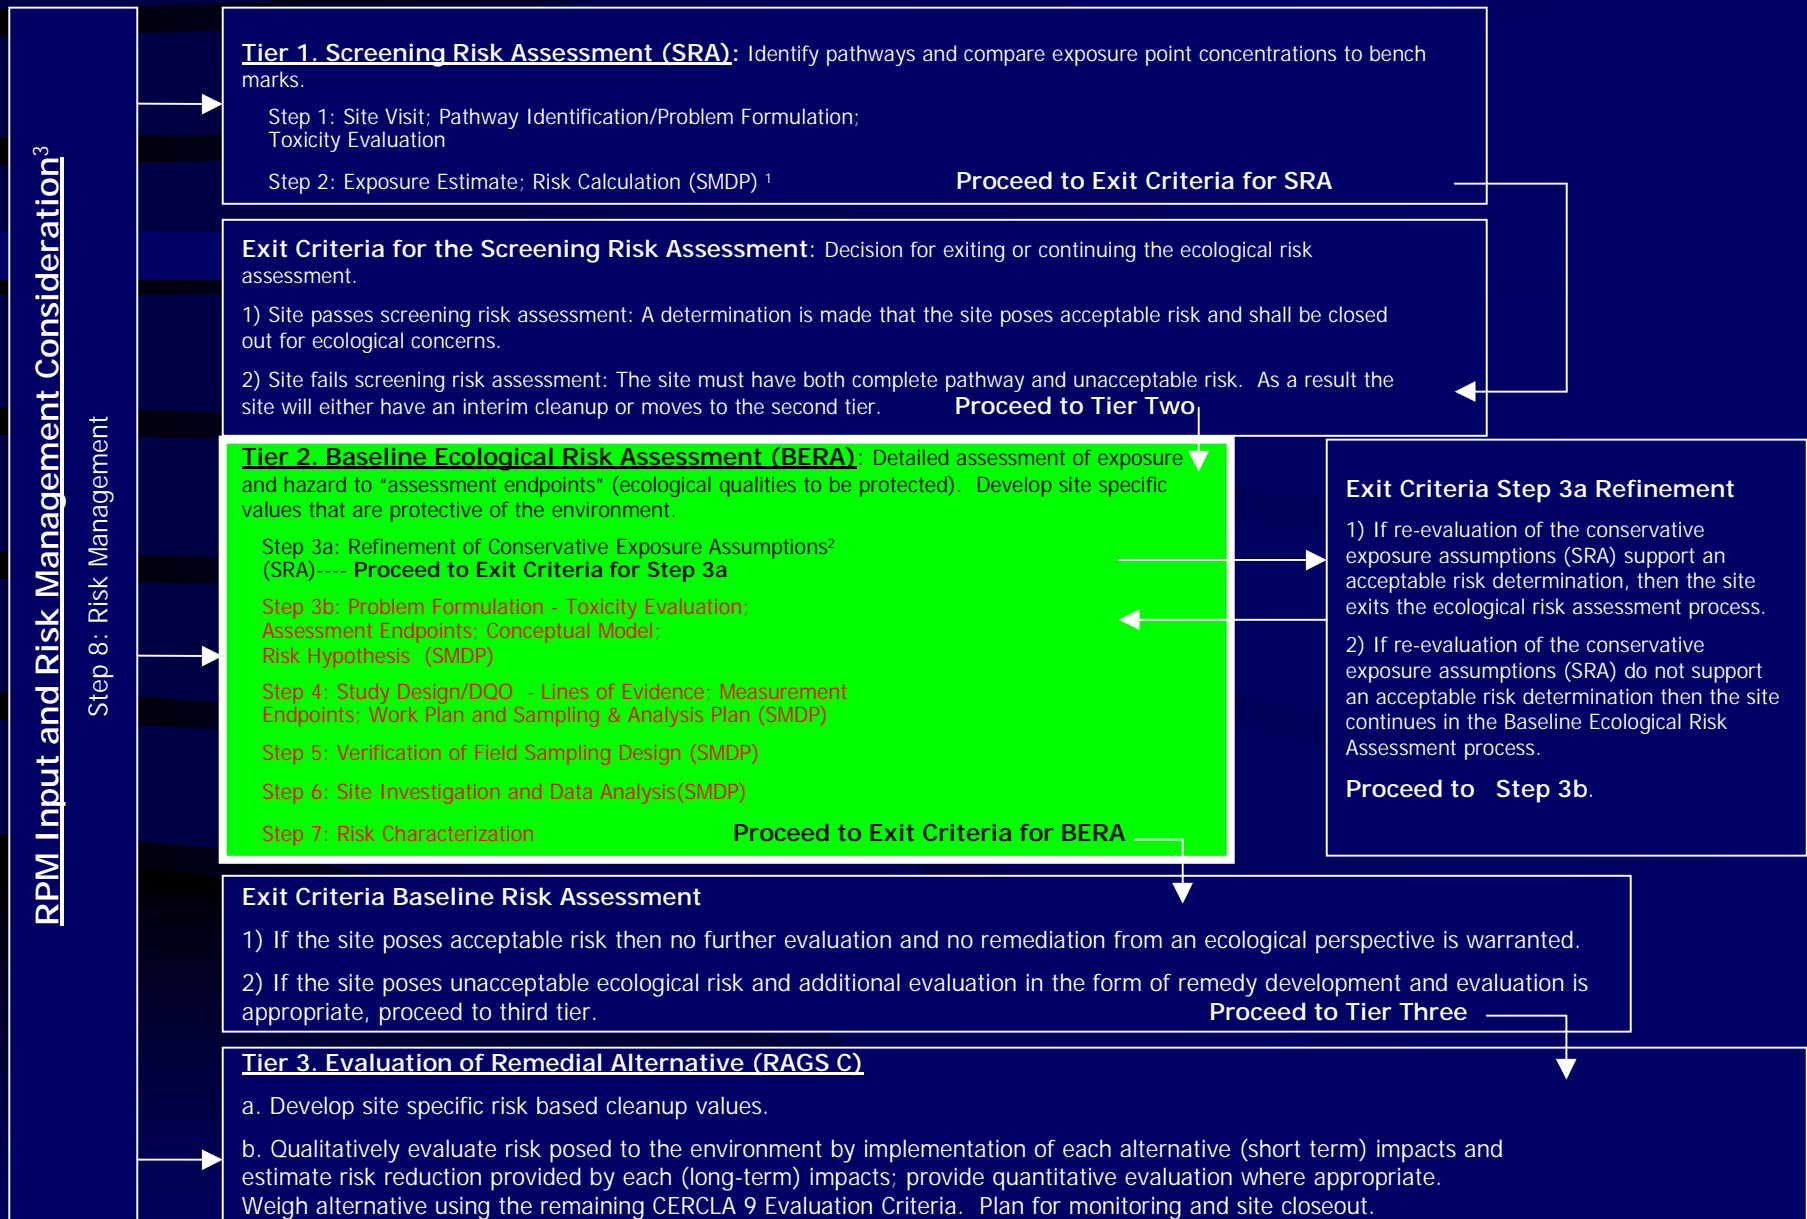 RPM Input and Risk Management Consideration3
Step 8: Risk Management
Tier 1. Screening Risk Assessment (SRA): Identify pathways and compare exposure point concentrations to bench
marks.
Step 1: Site Visit; Pathway Identification/Problem Formulation;
Toxicity Evaluation
Step 2: Exposure Estimate; Risk Calculation (SMDP) 1 Proceed to Exit Criteria for SRA
Exit Criteria for the Screening Risk Assessment: Decision for exiting or continuing the ecological risk
assessment.
1) Site passes screening risk assessment: A determination is made that the site poses acceptable risk and shall be closed
out for ecological concerns.
2) Site fails screening risk assessment: The site must have both complete pathway and unacceptable risk. As a result the
site will either have an interim cleanup or moves to the second tier. Proceed to Tier Two
Tier 2. Baseline Ecological Risk Assessment (BERA): Detailed assessment of exposure
and hazard to “assessment endpoints” (ecological qualities to be protected). Develop site specific
values that are protective of the environment.
Step 3a: Refinement of Conservative Exposure Assumptions2
(SRA)---- Proceed to Exit Criteria for Step 3a
Step 3b: Problem Formulation - Toxicity Evaluation;
Assessment Endpoints; Conceptual Model;
Risk Hypothesis (SMDP)
Step 4: Study Design/DQO - Lines of Evidence; Measurement
Endpoints; Work Plan and Sampling & Analysis Plan (SMDP)
Step 5: Verification of Field Sampling Design (SMDP)
Step 6: Site Investigation and Data Analysis(SMDP)
Step 7: Risk Characterization Proceed to Exit Criteria for BERA
Exit Criteria Step 3a Refinement
1) If re-evaluation of the conservative
exposure assumptions (SRA) support an
acceptable risk determination, then the site
exits the ecological risk assessment process.
2) If re-evaluation of the conservative
exposure assumptions (SRA) do not support
an acceptable risk determination then the site
continues in the Baseline Ecological Risk
Assessment process.
Proceed to Step 3b.
Exit Criteria Baseline Risk Assessment
1) If the site poses acceptable risk then no further evaluation and no remediation from an ecological perspective is warranted.
2) If the site poses unacceptable ecological risk and additional evaluation in the form of remedy development and evaluation is
appropriate, proceed to third tier. Proceed to Tier Three
Tier 3. Evaluation of Remedial Alternative (RAGS C)
a. Develop site specific risk based cleanup values.
b. Qualitatively evaluate risk posed to the environment by implementation of each alternative (short term) impacts and
estimate risk reduction provided by each (long-term) impacts; provide quantitative evaluation where appropriate.
Weigh alternative using the remaining CERCLA 9 Evaluation Criteria. Plan for monitoring and site closeout.